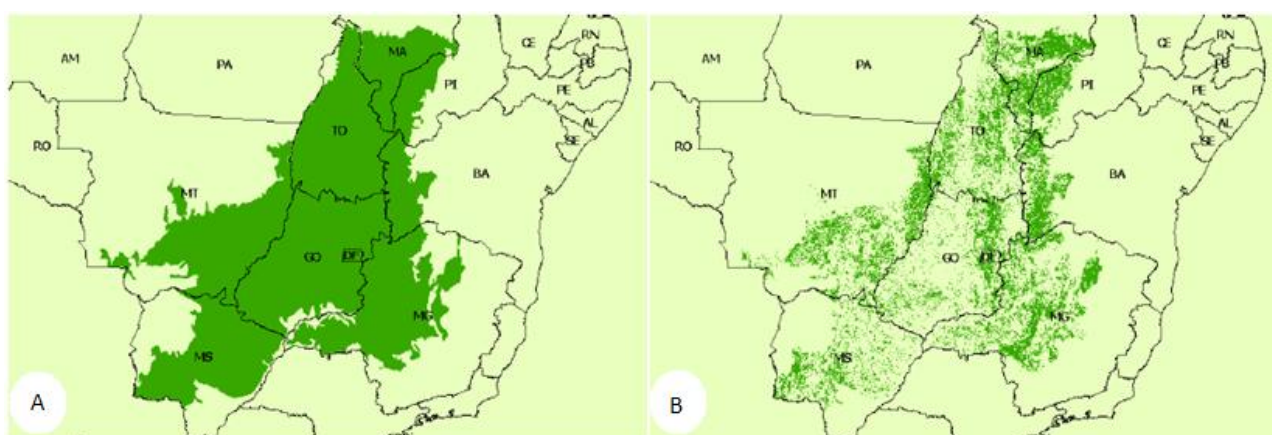 RN
CE
MA
AM
PA
PB
PI
PE
AL
TO
SE
RO
BA
MT
GO
DF
MG
MS
A
RN
CE
MA
AM
PA
PB
PI
PE
AL
TO
SE
RO
BA
MT
GO
DF
MG
MS
B